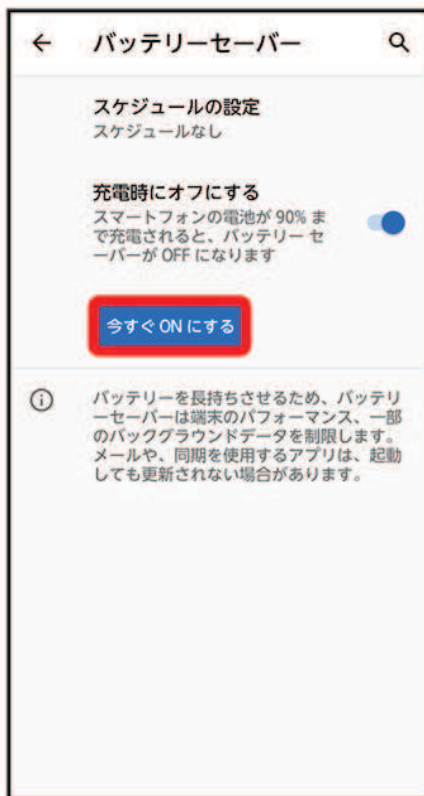 バッテリーセーバー
スケジュールの設定
スケジュールなし
充電時にオフにする
スマートフォンの電池が 90% ま
で充電されると、バッテリー セ
ーバーが OFF になります
今すぐ ON にする
バッテリーを長持ちさせるため、バッテリ
ーセーバーは端末のパフォーマンス、一部
のバックグラウンドデータを制限します。
メールや、同期を使用するアプリは、起動
しても更新されない場合があります。